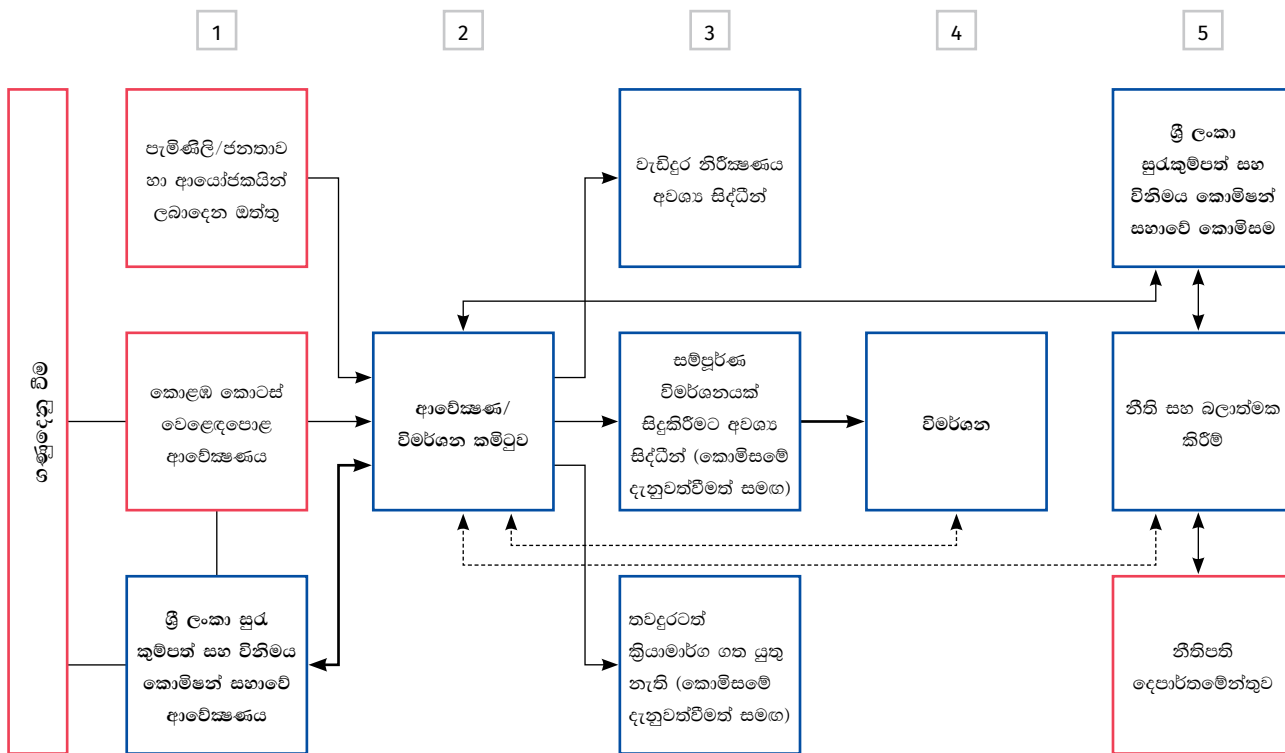 1
2
3
4
5
ගණුදෙනු වීම
පැමිණිලි/ජනතාව
හා ආයෝජකයින්
ලබාදෙන ඔත්තු
කොළඹ කොටස්
වෙළෙඳපොළ
ආවේක්‍ෂණය
ශ්‍රී ලංකා සුරැ
කුම්පත් සහ විනිමය
කොමිෂන් සභාවේ
ආවේක්‍ෂණය
ආවේක්‍ෂණ/
විමර්ශන කමිටුව
වැඩිදුර නිරීක්‍ෂණය
අවශ්‍ය සිද්ධීන්
සම්පූර්ණ
විමර්ශනයක්
සිදුකිරීමට අවශ්‍ය
සිද්ධීන් (කොමිසමේ
දැනුවත්වීමත් සමඟ)
තවදුරටත්
ක්‍රියාමාර්ග ගත යුතු
නැති (කොමිසමේ
දැනුවත්වීමත් සමඟ)
විමර්ශන
ශ්‍රී ලංකා
සුරැකුම්පත් සහ
විනිමය කොමිෂන්
සභාවේ කොමිසම
නීති සහ බලාත්මක
කිරීම්
නීතිපති
දෙපාර්තමේන්තුව